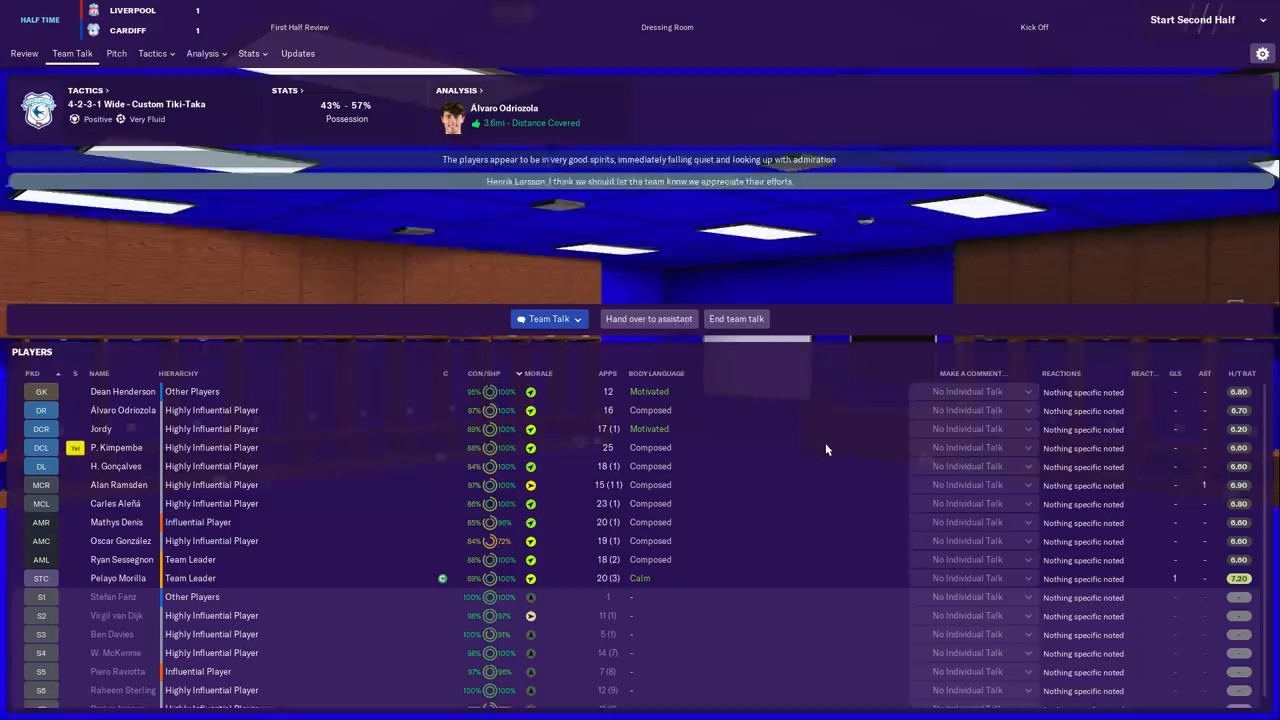 HALF TIME
LIVERPOOL 1
CARDIFF 1
First Half Review Dressing Room Kick Off
Start Second Half
Review Team Talk Pitch Tactics Analysis Stats Updates
TACTICS
4-2-3-1 Wide - Custom Tiki-Taka
Positive Very Fluid
STATS
43% - 57%
Possession
ANALYSIS
Álvaro Odriozola
3.6mi - Distance Covered
The players appear to be in very good spirits, immediately falling quiet and looking up with admiration.
Henrik Larsson: I think we should let the team know we appreciate their efforts.
Team Talk Hand over to assistant End team talk
PLAYERS
PKD S NAME HIERARCHY C CON/SHP MORALE APPS BODY LANGUAGE MAKE A COMMENT... REACTIONS REACT... GLS AST H/T RAT
GK Dean Henderson Other Players 95% 100% 12 Motivated No Individual Talk Nothing specific noted - - 6.80
DR Álvaro Odriozola Highly Influential Player 87% 100% 16 Composed No Individual Talk Nothing specific noted - - 6.70
DCR Jordy Highly Influential Player 89% 100% 17 (1) Motivated No Individual Talk Nothing specific noted - - 6.20
DCL Yel P. Kimpembe Highly Influential Player 88% 100% 25 Composed No Individual Talk Nothing specific noted - - 6.60
DL H. Gonçalves Highly Influential Player 84% 100% 18 (1) Composed No Individual Talk Nothing specific noted - - 6.60
MCR Alan Ramsden Highly Influential Player 87% 100% 15 (11) Composed No Individual Talk Nothing specific noted - 1 6.90
MCL Carles Aleñá Highly Influential Player 86% 100% 23 (1) Composed No Individual Talk Nothing specific noted - - 6.80
AMR Mathys Denis Influential Player 85% 96% 20 (1) Composed No Individual Talk Nothing specific noted - - 6.60
AMC Oscar González Highly Influential Player 84% 72% 19 (1) Composed No Individual Talk Nothing specific noted - - 6.60
AML Ryan Sessegnon Team Leader 88% 100% 18 (2) Composed No Individual Talk Nothing specific noted - - 6.60
STC Pelayo Morilla Team Leader C 89% 100% 20 (3) Calm No Individual Talk Nothing specific noted 1 - 7.20
S1 Stefan Fanz Other Players 100% 100% 1 - No Individual Talk Nothing specific noted - - -
S2 Virgil van Dijk Highly Influential Player 98% 97% 11 (1) - No Individual Talk Nothing specific noted - - -
S3 Ben Davies Highly Influential Player 100% 91% 5 (1) - No Individual Talk Nothing specific noted - - -
S4 W. McKennie Highly Influential Player 98% 100% 14 (7) - No Individual Talk Nothing specific noted - - -
S5 Piero Raviotta Influential Player 97% 96% 7 (8) - No Individual Talk Nothing specific noted - - -
S6 Raheem Sterling Highly Influential Player 100% 100% 12 (9) - No Individual Talk Nothing specific noted - - -